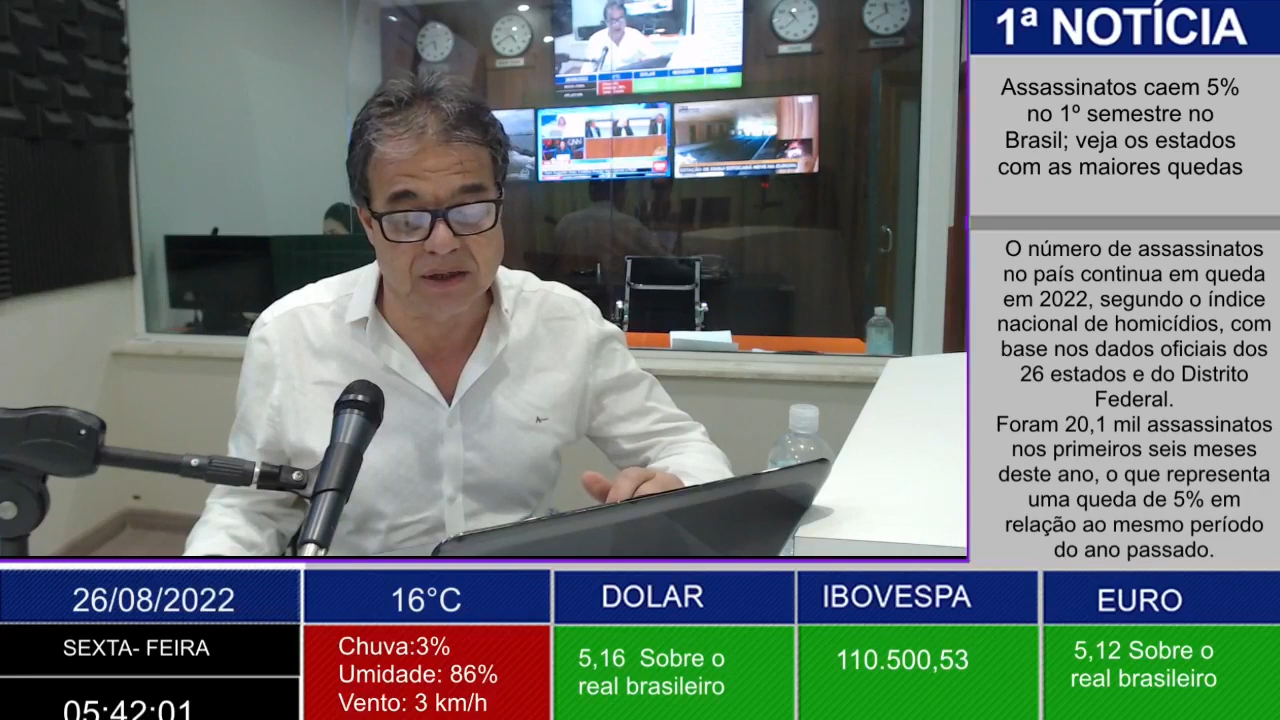 1ª NOTÍCIA
Assassinatos caem 5%
no 1º semestre no
Brasil; veja os estados
com as maiores quedas
O número de assassinatos
no país continua em queda
em 2022, segundo o índice
nacional de homicídios, com
base nos dados oficiais dos
26 estados e do Distrito
Federal.
Foram 20,1 mil assassinatos
nos primeiros seis meses
deste ano, o que representa
uma queda de 5% em
relação ao mesmo período
do ano passado.
26/08/2022
SEXTA- FEIRA
05:42:01
16°C
Chuva:3%
Umidade: 86%
Vento: 3 km/h
DOLAR
5,16 Sobre o
real brasileiro
IBOVESPA
110.500,53
EURO
5,12 Sobre o
real brasileiro